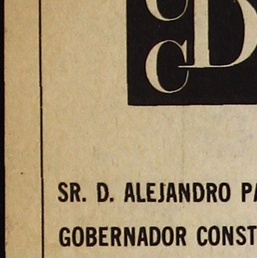 C
C D
SR. D. ALEJANDRO PA
GOBERNADOR CONST